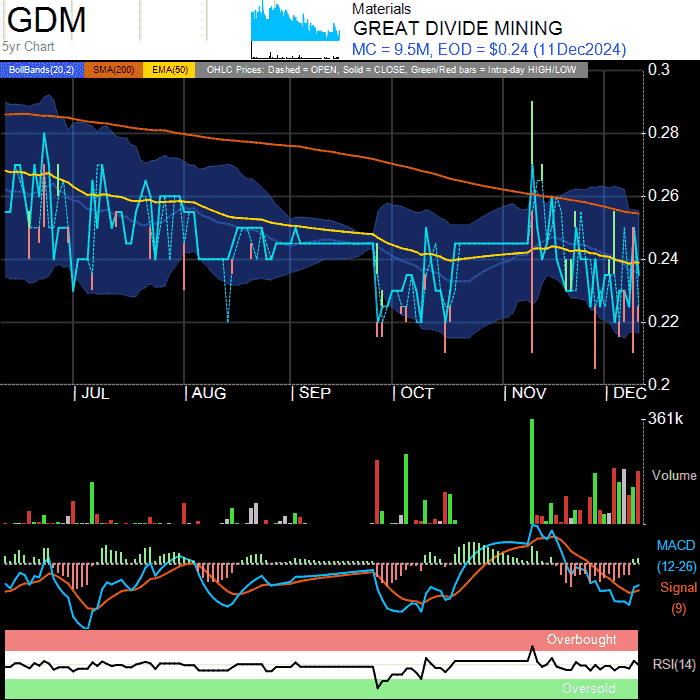 GDM
5yr Chart
Materials
GREAT DIVIDE MINING
MC = 9.5M, EOD = $0.24 (11Dec2024)
BollBands(20,2) SMA(200) EMA(50) OHLC Prices: Dashed = OPEN, Solid = CLOSE, Green/Red bars = Intra-day HIGH/LOW
0.3
0.28
0.26
0.24
0.22
0.2
| JUL | AUG | SEP | OCT | NOV | DEC
361k
Volume
MACD
(12-26)
Signal
(9)
Overbought
RSI(14)
Oversold